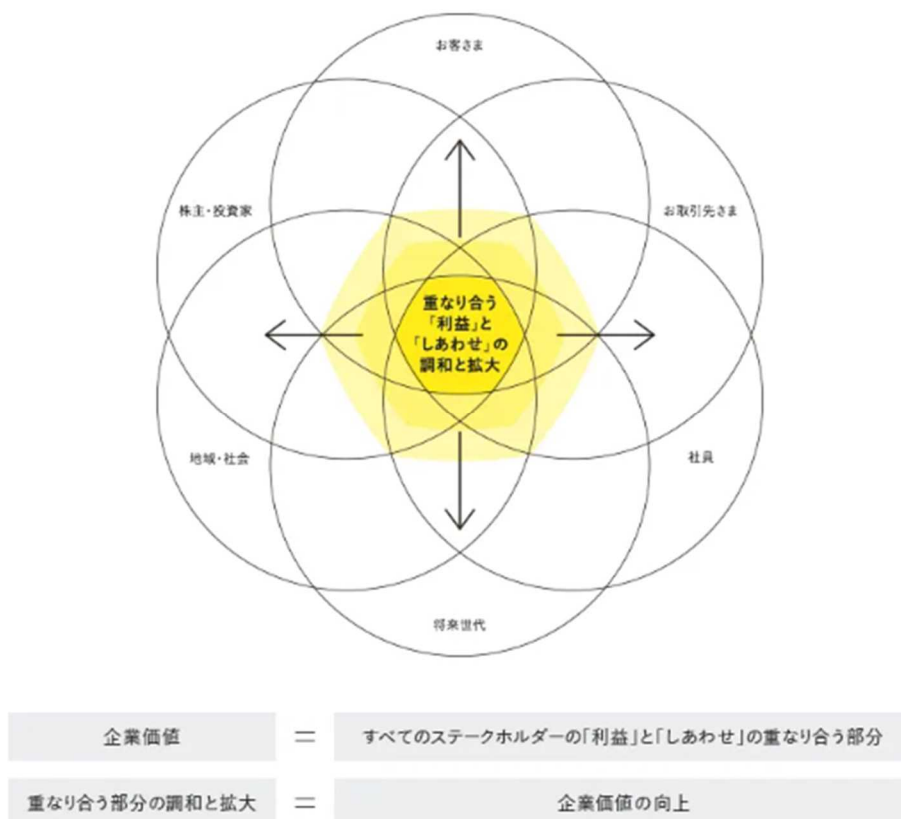 お客さま
株主・投資家
お取引先さま
重なり合う
「利益」と
「しあわせ」の
調和と拡大
地域・社会
社員
将来世代
企業価値 = すべてのステークホルダーの「利益」と「しあわせ」の重なり合う部分
重なり合う部分の調和と拡大 = 企業価値の向上